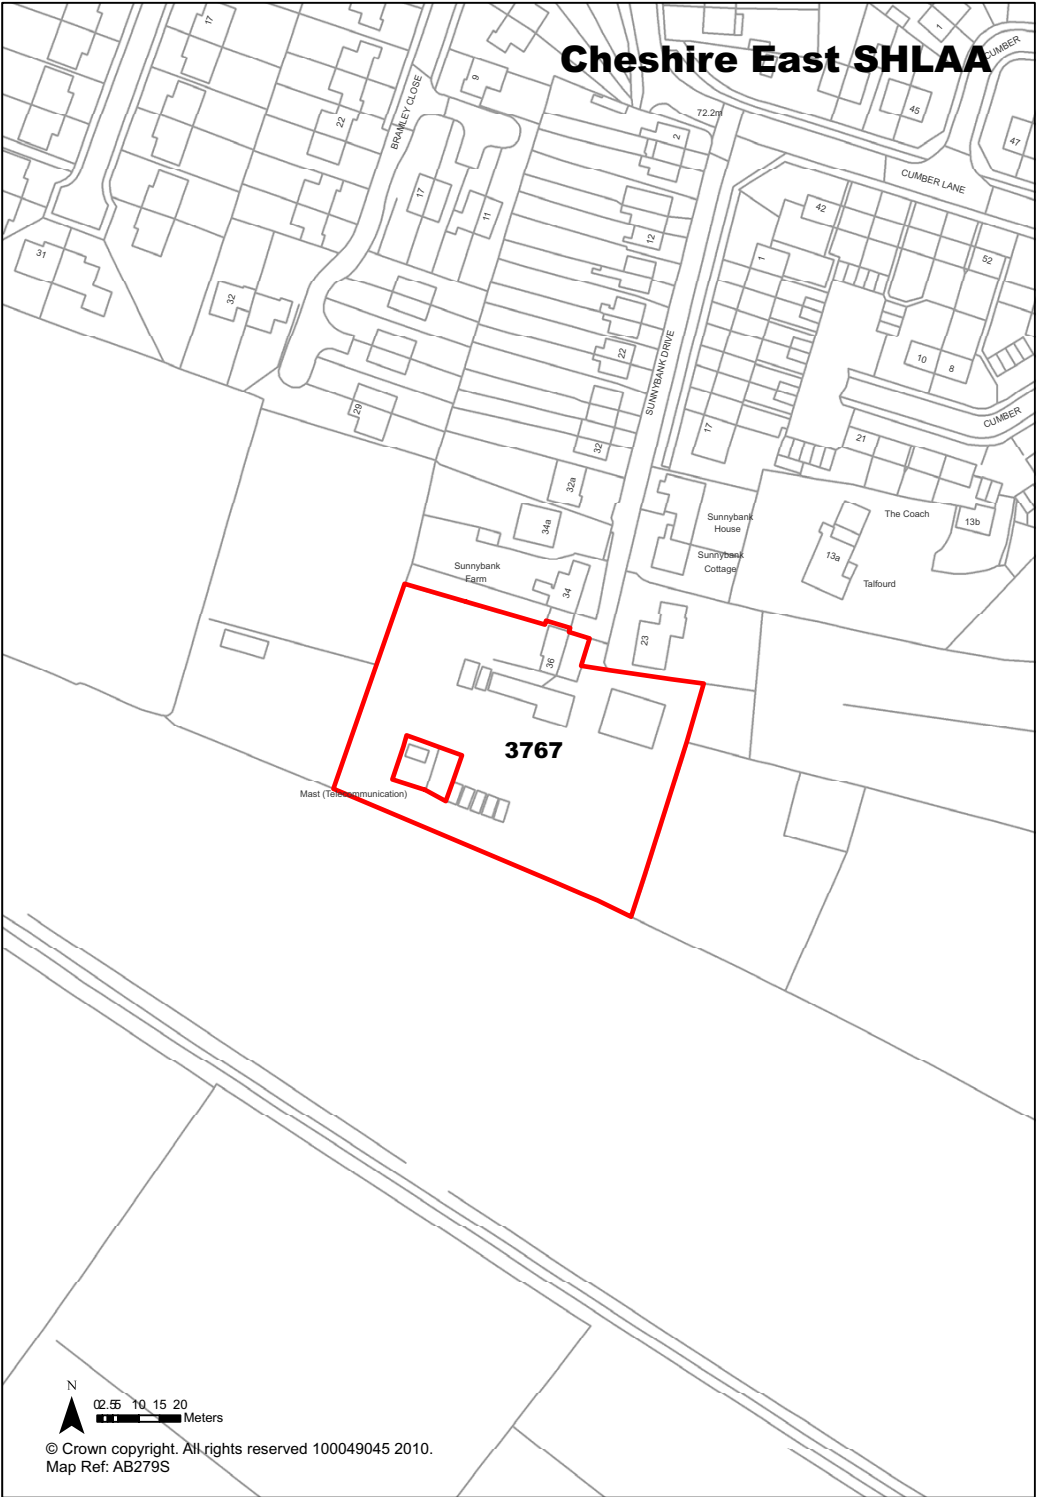 Cheshire East SHLAA
17
9
1
CUMBER
45
72.2m
22
BRAMLEY CLOSE
2
47
CUMBER LANE
17
11
42
12
31
1
52
32
22
SUNNYBANK DRIVE
10
8
29
17
CUMBER
32
21
32a
34a
Sunnybank
House
The Coach
13b
Sunnybank
Cottage
13a
Sunnybank
Farm
Talfourd
34
23
36
3767
Mast (Telecommunication)
N
0 2.5 5 10 15 20
Meters
© Crown copyright. All rights reserved 100049045 2010.
Map Ref: AB279S